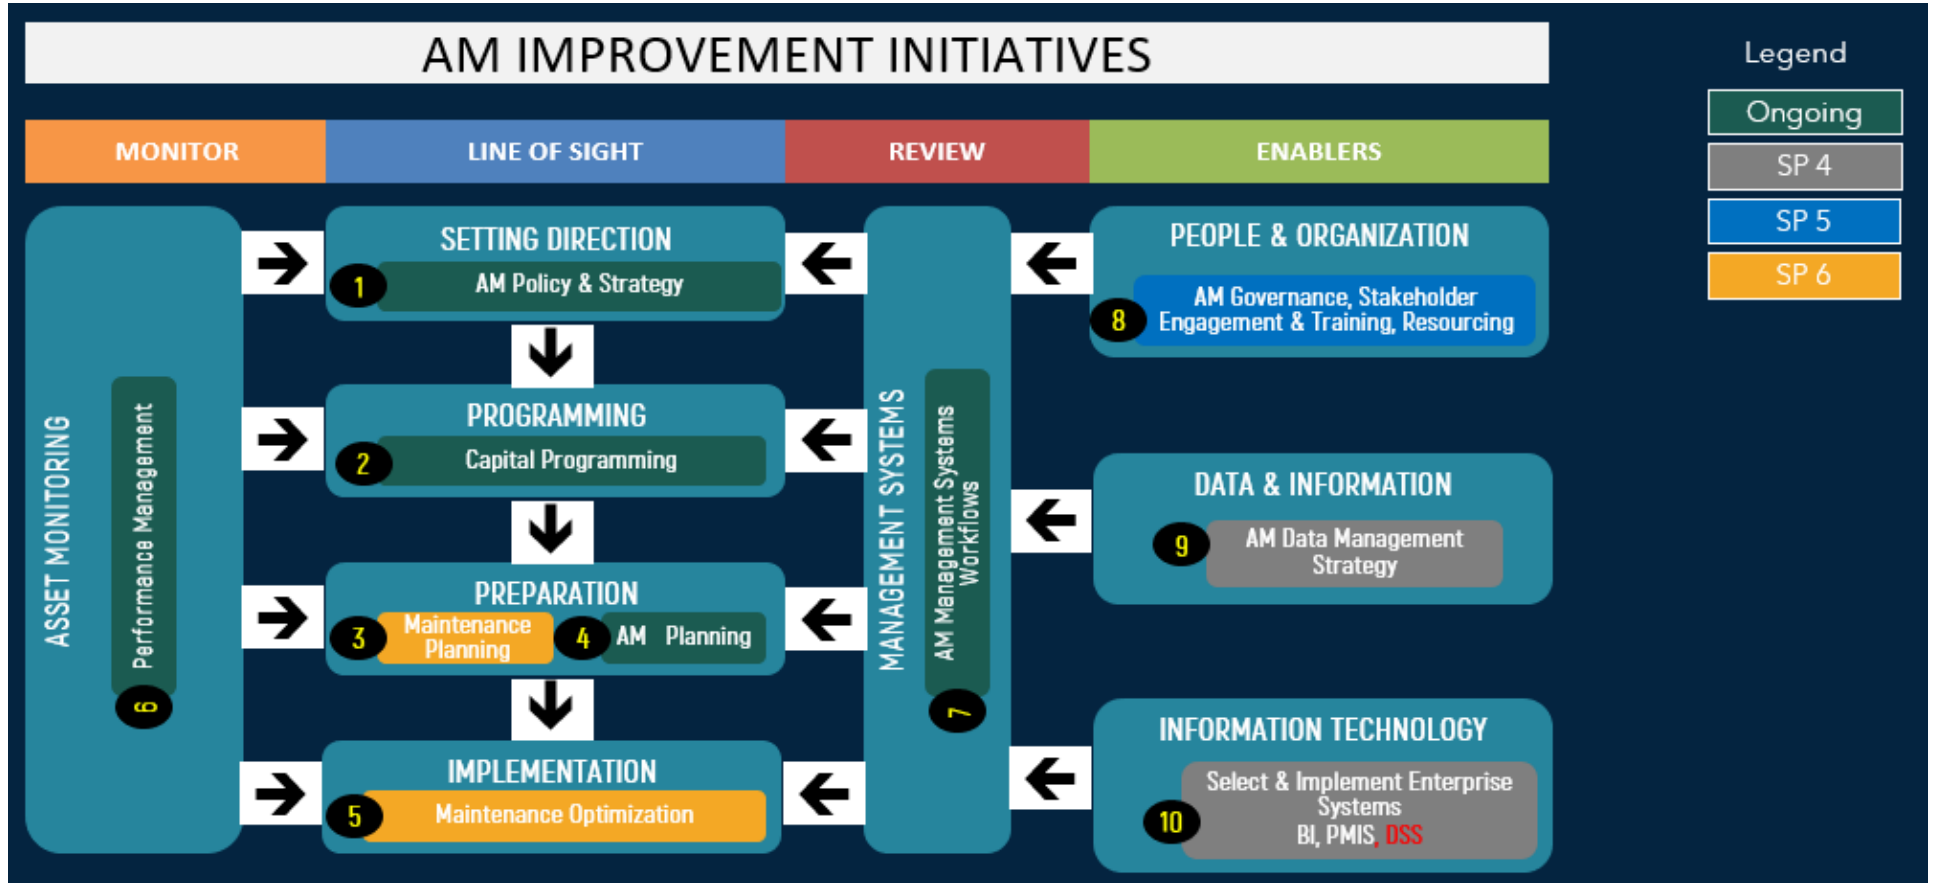 AM IMPROVEMENT INITIATIVES
MONITOR
LINE OF SIGHT
REVIEW
ENABLERS
ASSET MONITORING
Performance Management
6
SETTING DIRECTION
1
AM Policy & Strategy
PROGRAMMING
2
Capital Programming
PREPARATION
3
Maintenance
Planning
4
AM Planning
IMPLEMENTATION
5
Maintenance Optimization
MANAGEMENT SYSTEMS
AM Management Systems
Workflows
7
PEOPLE & ORGANIZATION
8
AM Governance, Stakeholder
Engagement & Training, Resourcing
DATA & INFORMATION
9
AM Data Management
Strategy
INFORMATION TECHNOLOGY
10
Select & Implement Enterprise
Systems
BI, PMIS, DSS
Legend
Ongoing
SP 4
SP 5
SP 6